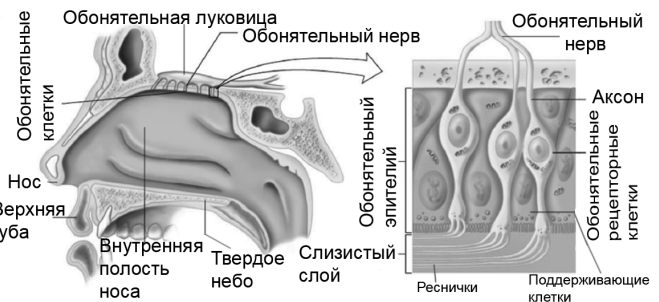 Обонятельная луковица
Обонятельный нерв
Обонятельные
клетки
Нос
Верхняя
губа
Внутренняя
полость
носа
Твердое
небо
Обонятельный
нерв
Аксон
Обонятельный
эпителий
Обонятельные
рецепторные
клетки
Слизистый
слой
Реснички
Поддерживающие
клетки